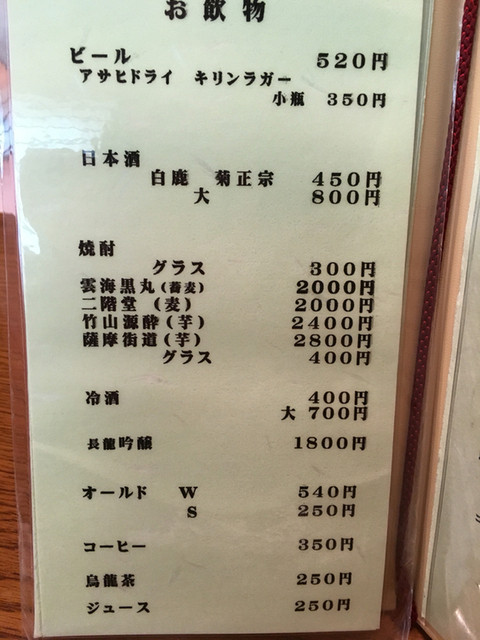 お飲物
ビール 520円
アサヒドライ キリンラガー
小瓶 350円
日本酒
白鹿 菊正宗 450円
大 800円
焼酎
グラス 300円
雲海黒丸(蕎麦) 2000円
二階堂(麦) 2000円
竹山源酔(芋) 2400円
薩摩街道(芋) 2800円
グラス 400円
冷酒 400円
大 700円
長龍吟醸 1800円
オールド W 540円
S 250円
コーヒー 350円
烏龍茶 250円
ジュース 250円